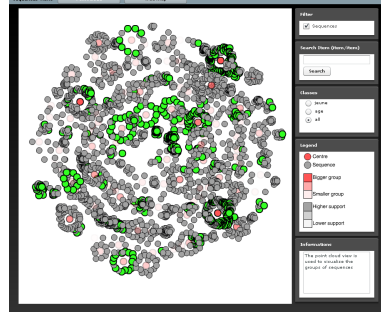 Filter
Sequences
Search Item (Item/Item)
Search
Classes
jeune
age
all
Legend
Centre
Sequence
Bigger group
Smaller group
Higher support
Lower support
Informations
The point cloud view is
used to visualize the
groups of sequences